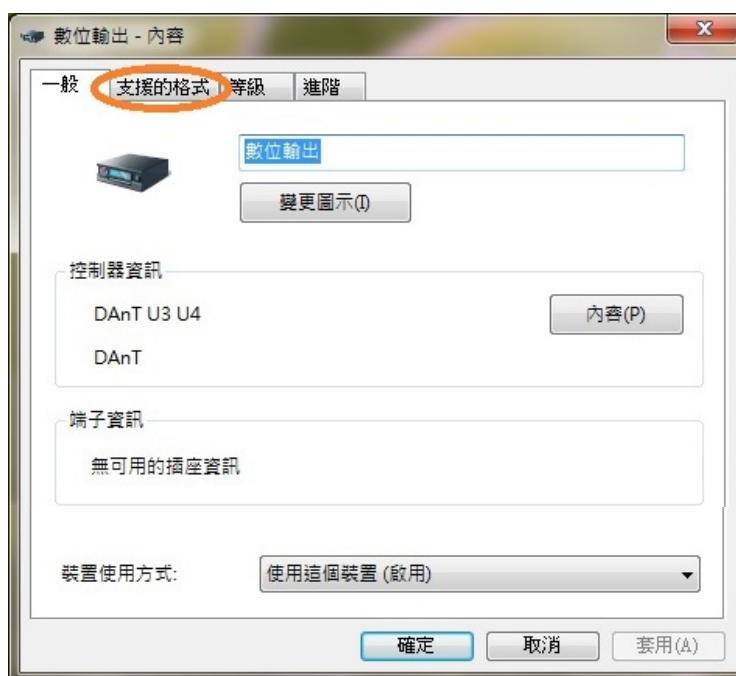 數位輸出 - 內容
一般 支援的格式 等級 進階
數位輸出
變更圖示(I)
控制器資訊
DAnT U3 U4
內容(P)
DAnT
端子資訊
無可用的插座資訊
裝置使用方式:
使用這個裝置 (啟用)
確定 取消 套用(A)